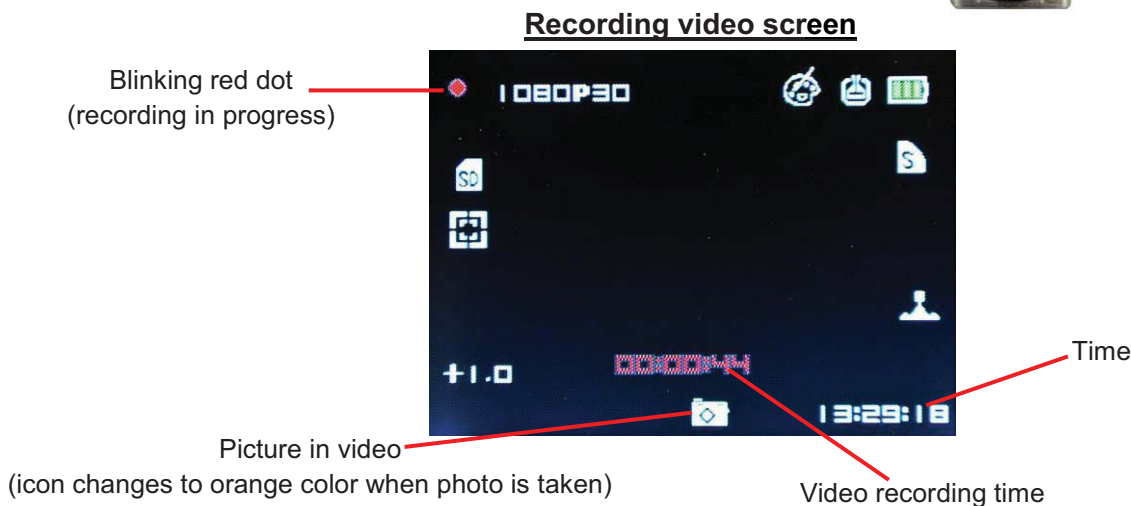 Recording video screen
Blinking red dot
(recording in progress)
1080P30
SD
S
+1.0
00:00:44
13:29:18
Time
Picture in video
(icon changes to orange color when photo is taken)
Video recording time